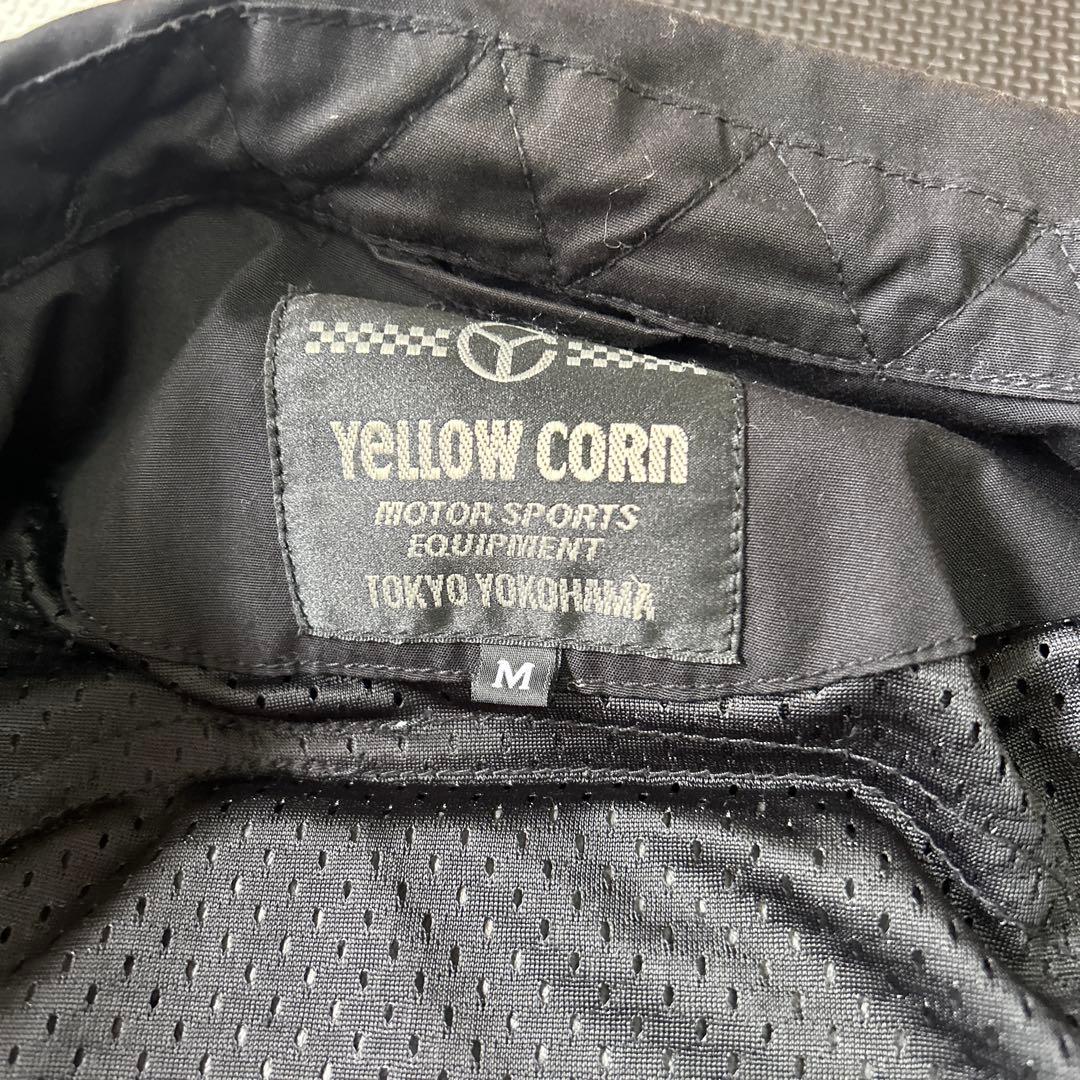 YeLLOW CORn
MOTOR SPORTS
EQUIPMENT
TOKYO YOKOHAMA
M